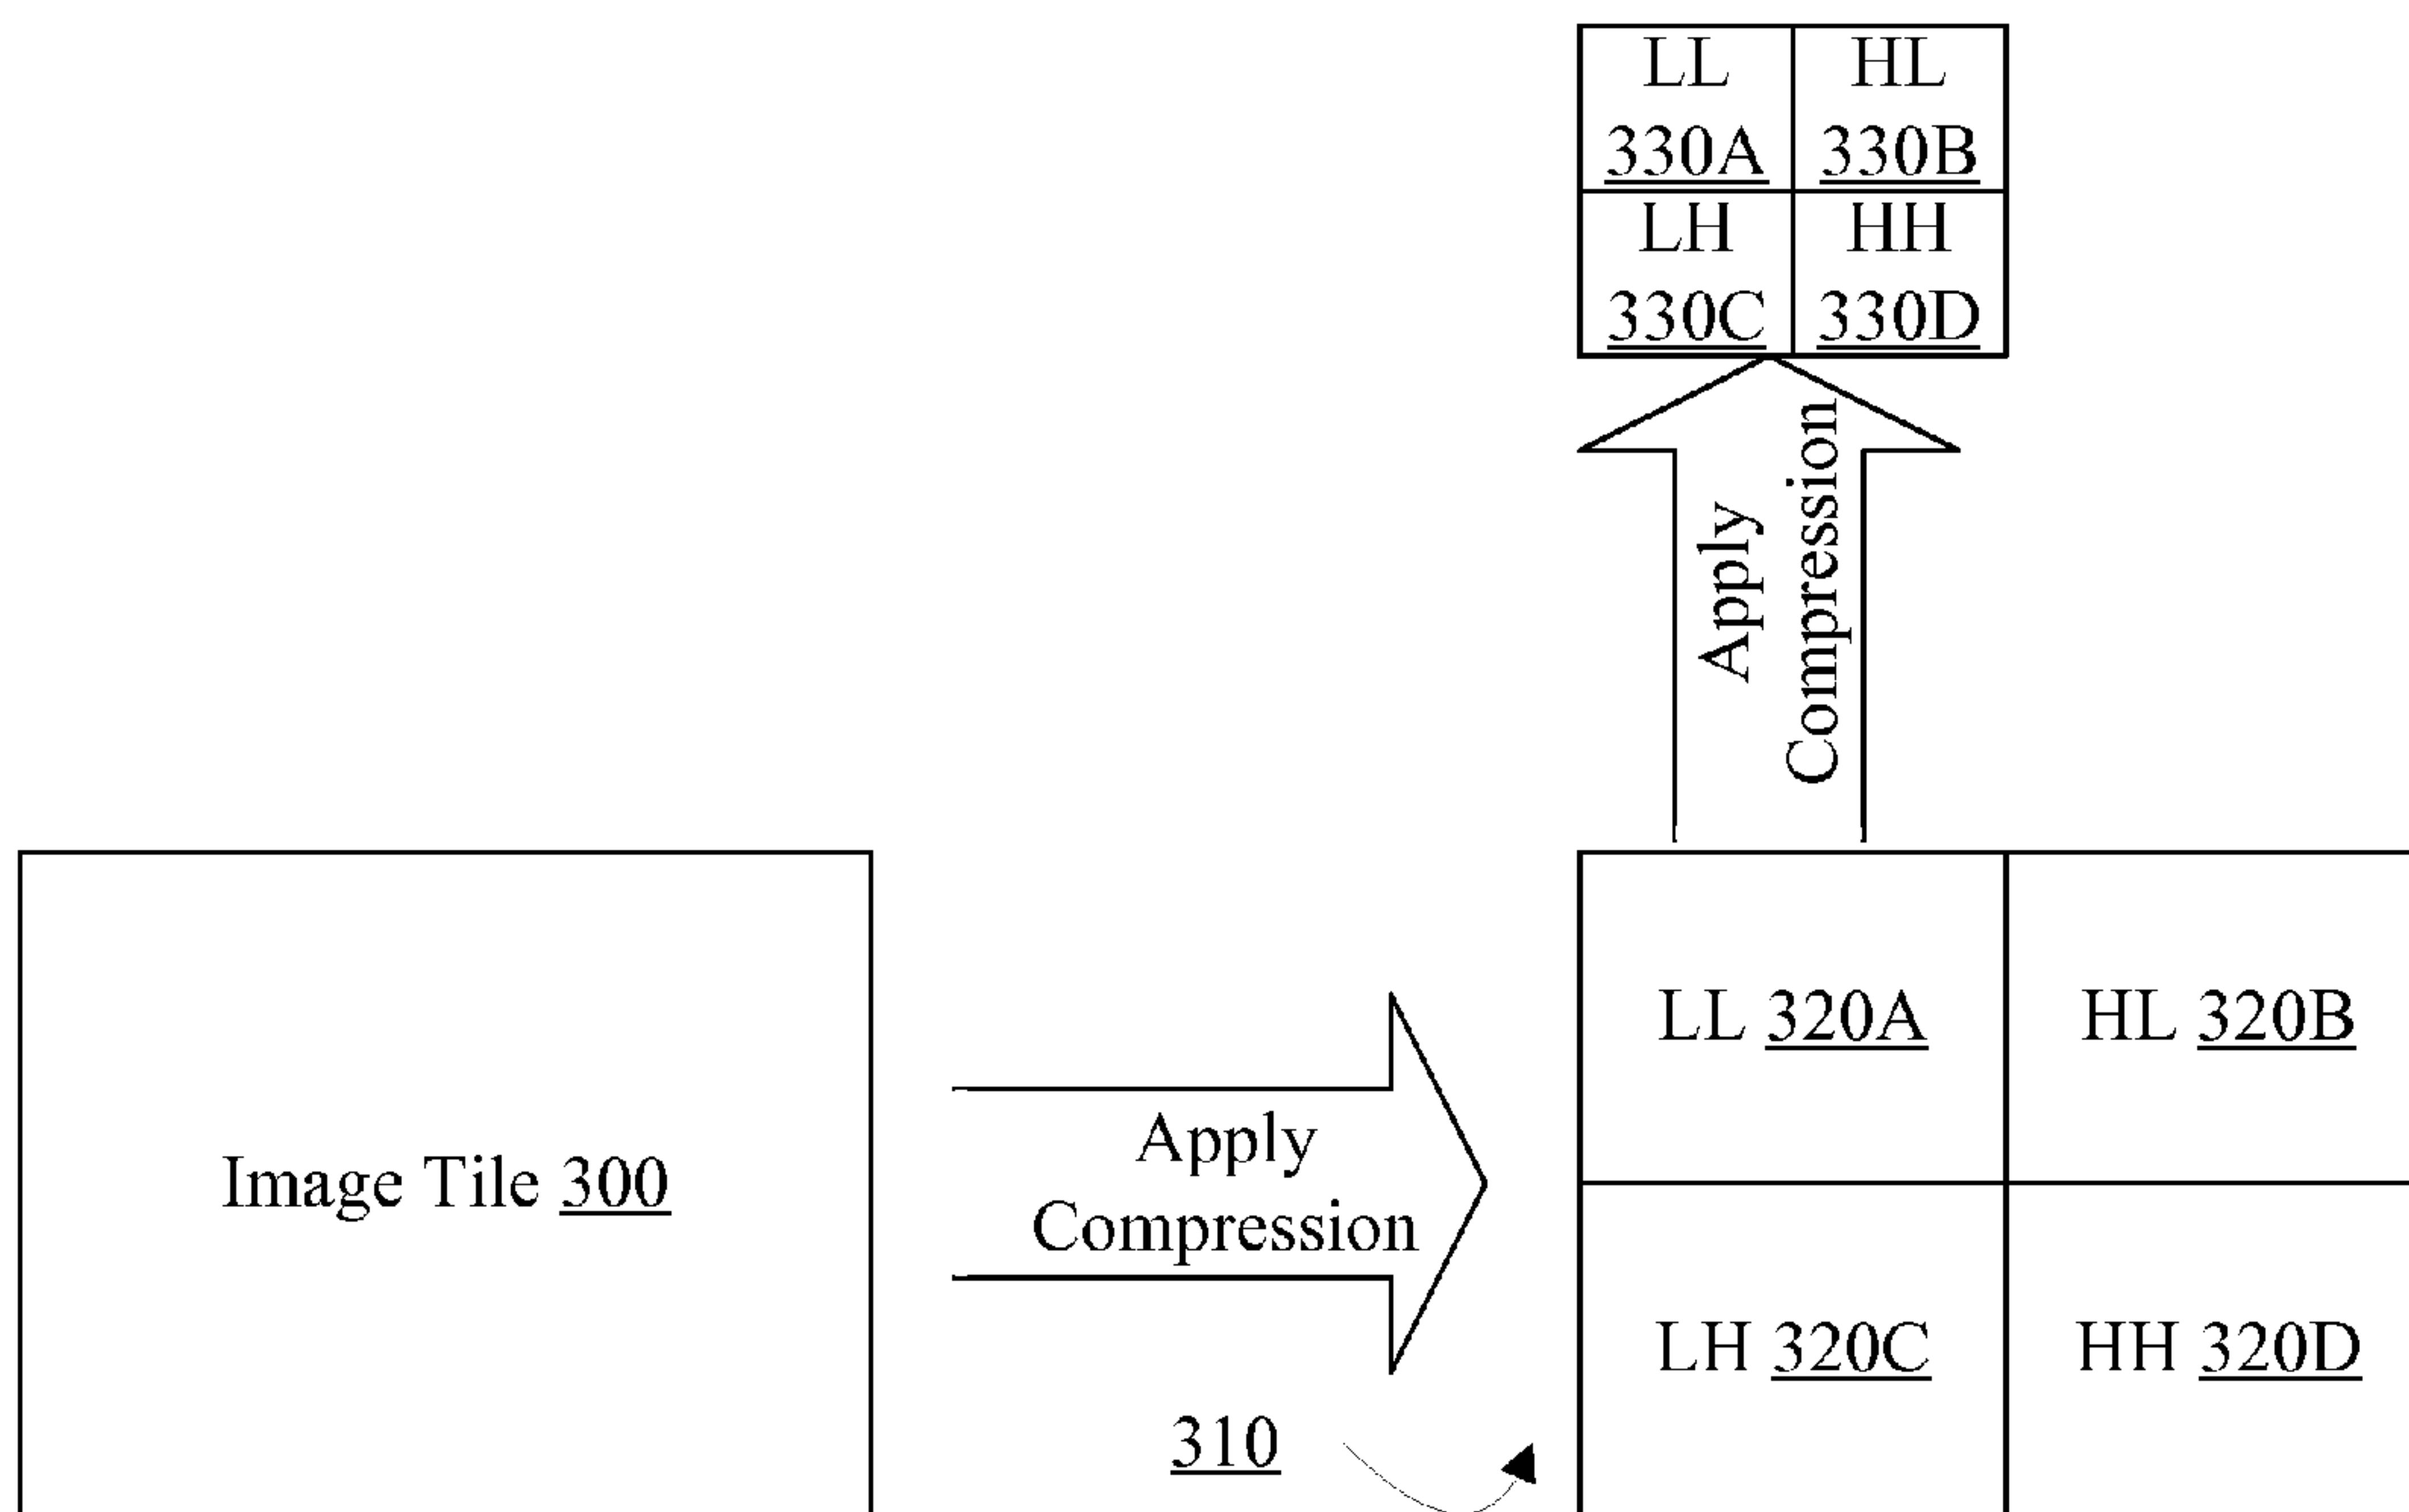 LL HL
330A 330B
LH HH
330C 330D
Apply
Compression
LL 320A HL 320B
Image Tile 300
Apply
Compression
LH 320C HH 320D
310